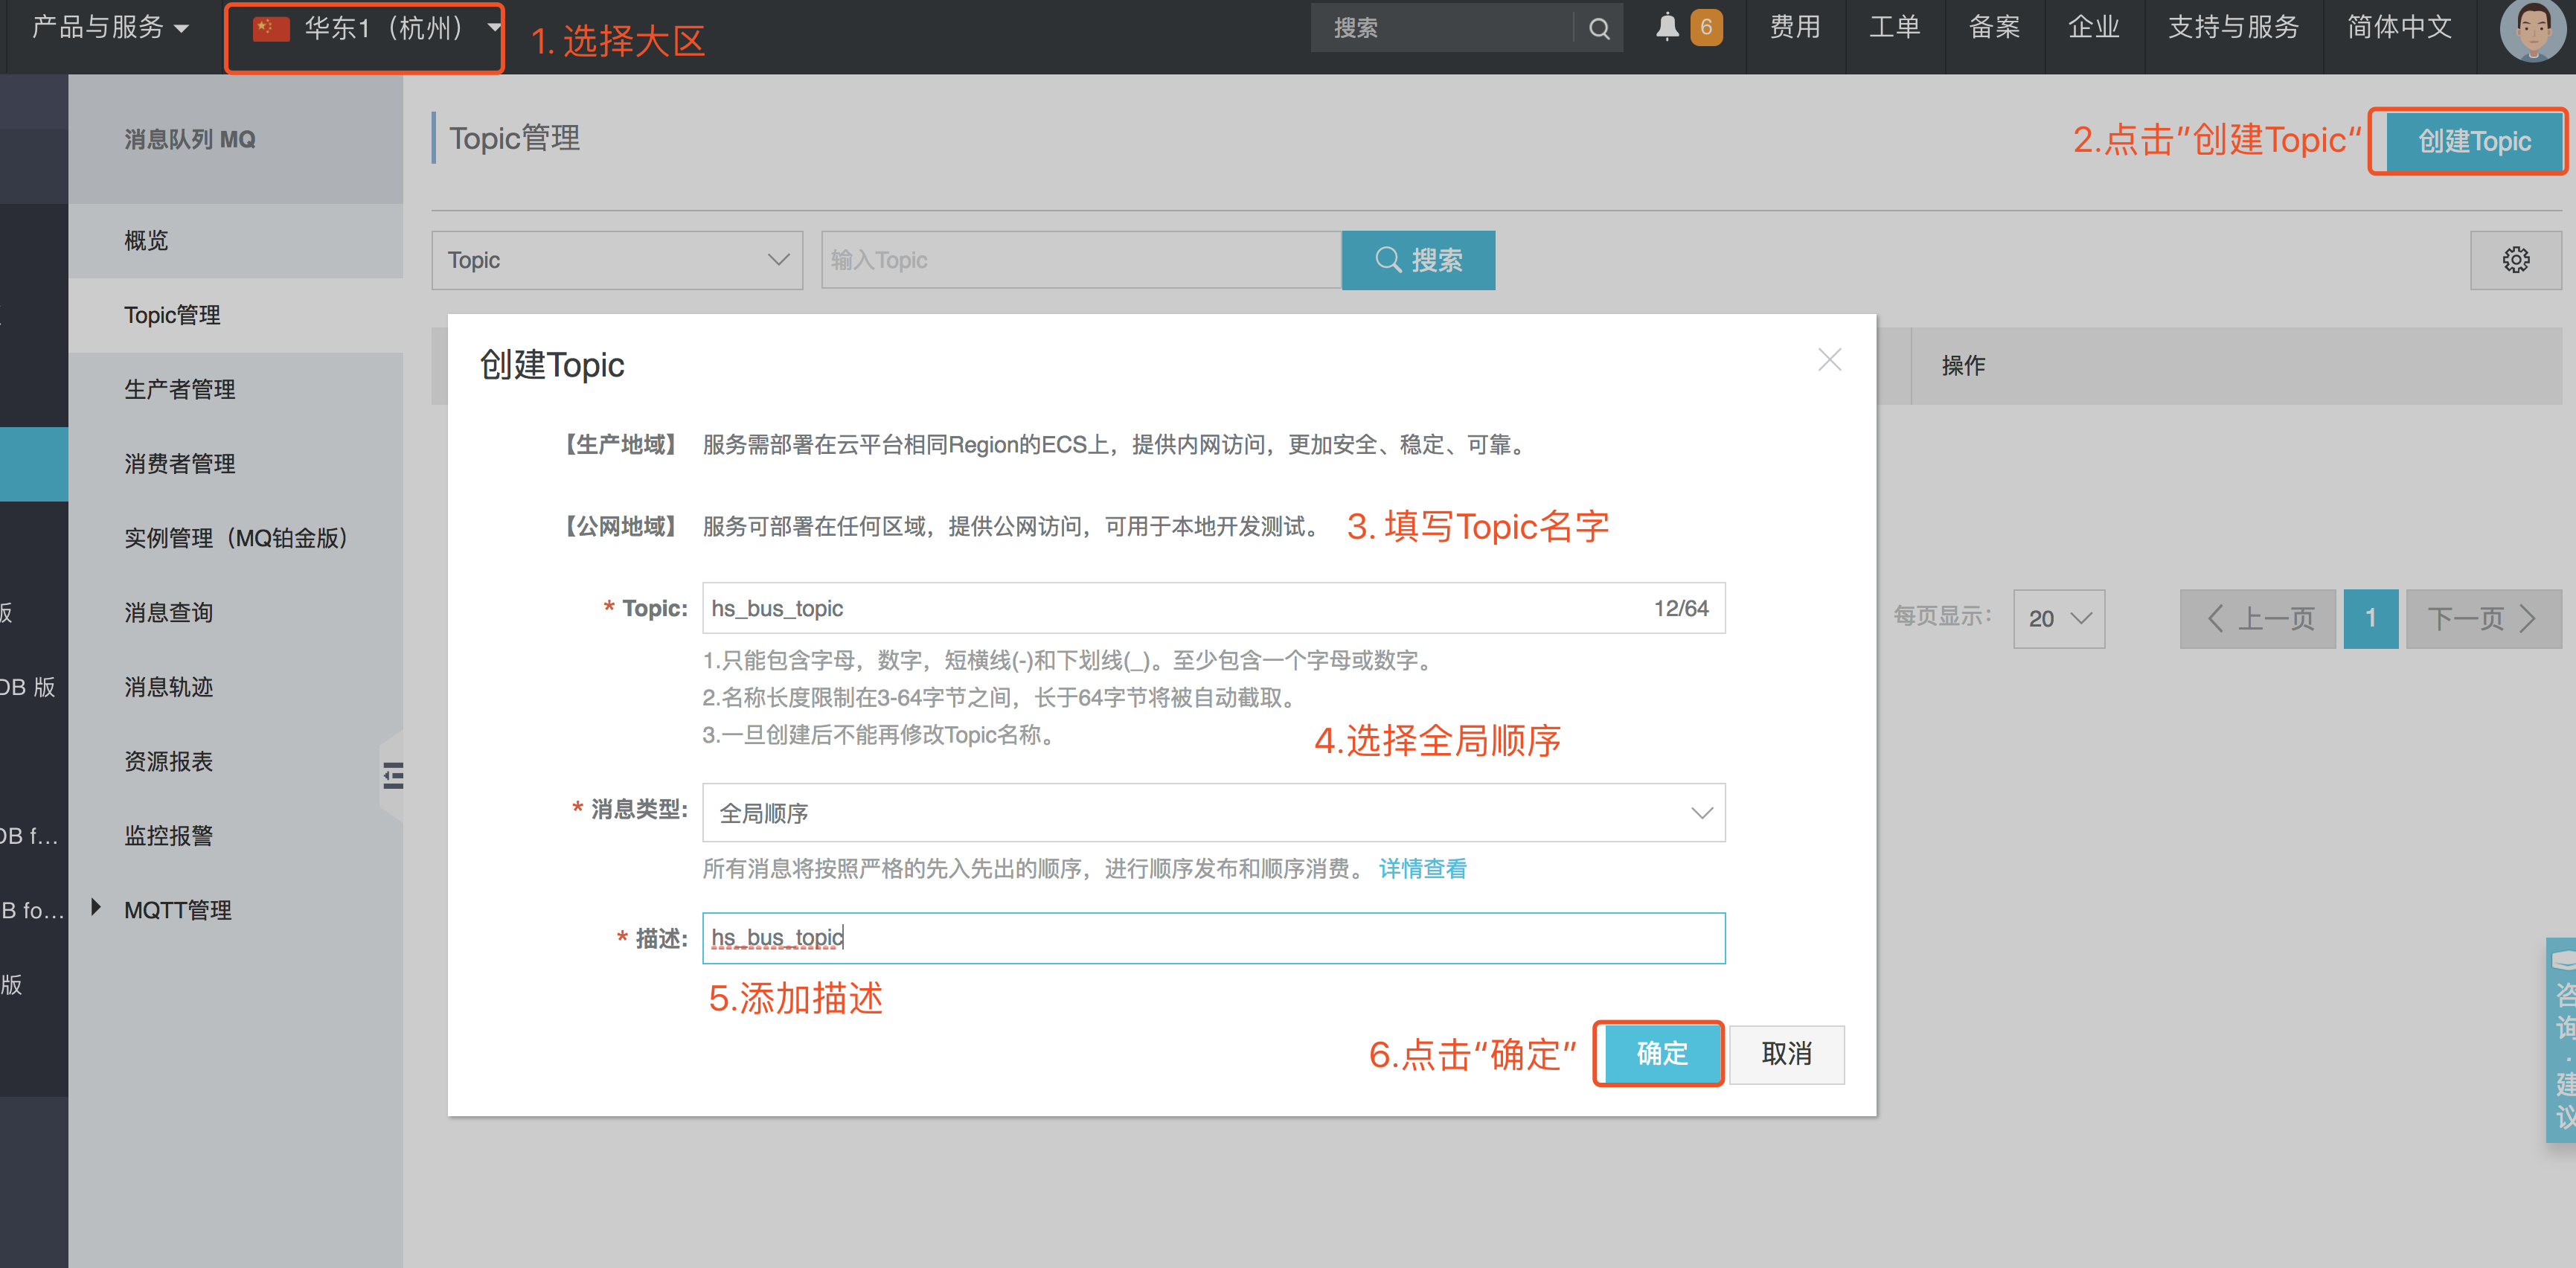 产品与服务
华东1（杭州）
1. 选择大区
搜索
6
费用
工单
备案
企业
支持与服务
简体中文
消息队列 MQ
Topic管理
2.点击”创建Topic“
创建Topic
概览
Topic
输入Topic
搜索
Topic管理
创建Topic
操作
生产者管理
【生产地域】 服务需部署在云平台相同Region的ECS上，提供内网访问，更加安全、稳定、可靠。
消费者管理
【公网地域】 服务可部署在任何区域，提供公网访问，可用于本地开发测试。
3. 填写Topic名字
实例管理（MQ铂金版）
* Topic: hs_bus_topic 12/64
每页显示：
20
上一页
1
下一页
版
消息查询
1.只能包含字母，数字，短横线(-)和下划线(_)。至少包含一个字母或数字。
DB 版
消息轨迹
2.名称长度限制在3-64字节之间，长于64字节将被自动截取。
3.一旦创建后不能再修改Topic名称。
4.选择全局顺序
资源报表
* 消息类型: 全局顺序
DB f...
监控报警
所有消息将按照严格的先入先出的顺序，进行顺序发布和顺序消费。 详情查看
B fo...
MQTT管理
* 描述: hs_bus_topic
版
5.添加描述
6.点击“确定”
确定
取消
咨询·建议